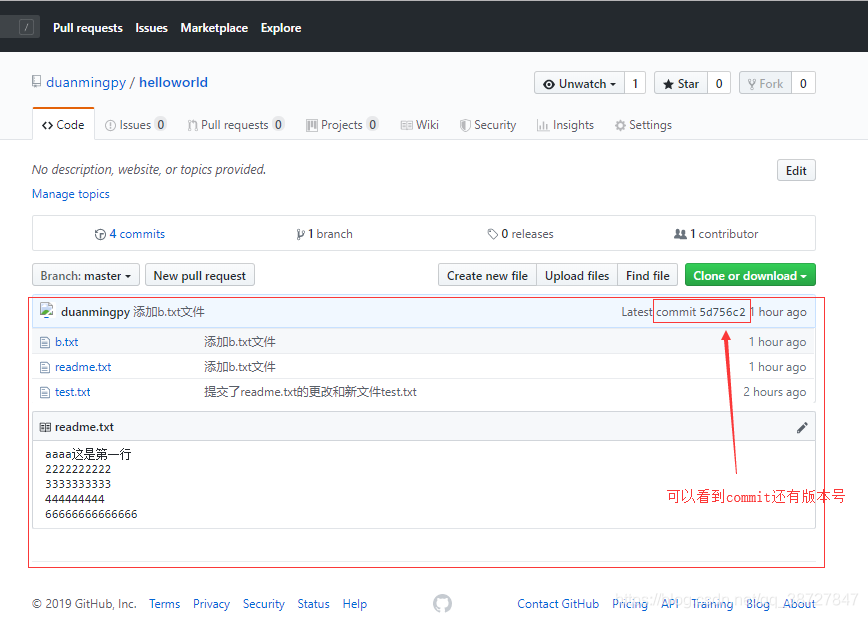 / Pull requests Issues Marketplace Explore
duanmingpy / helloworld Unwatch 1 Star 0 Fork 0
Code Issues 0 Pull requests 0 Projects 0 Wiki Security Insights Settings
No description, website, or topics provided. Edit
Manage topics
4 commits 1 branch 0 releases 1 contributor
Branch: master New pull request Create new file Upload files Find file Clone or download
duanmingpy 添加b.txt文件 Latest commit 5d756c2 1 hour ago
b.txt 添加b.txt文件 1 hour ago
readme.txt 添加b.txt文件 1 hour ago
test.txt 提交了readme.txt的更改和新文件test.txt 2 hours ago
readme.txt
aaaa这是第一行
2222222222
3333333333
444444444
66666666666666
可以看到commit还有版本号
© 2019 GitHub, Inc. Terms Privacy Security Status Help Contact GitHub Pricing API Training Blog About